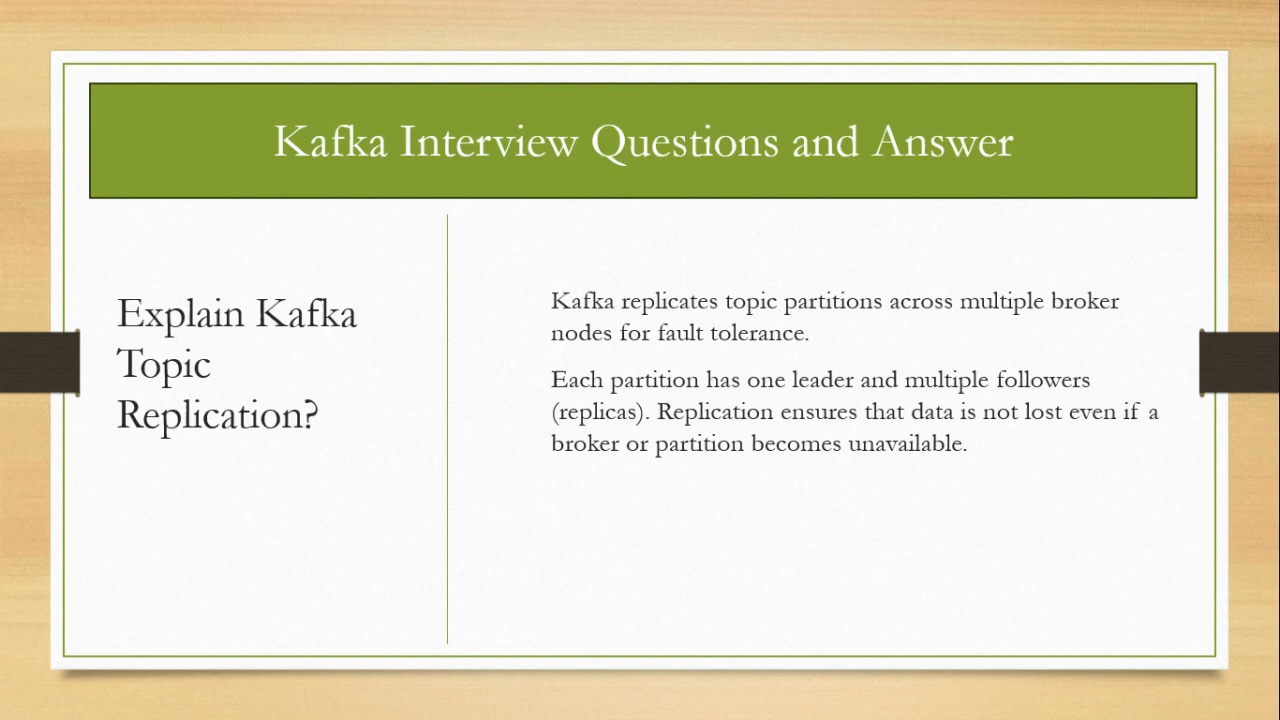 Kafka Interview Questions and Answer
Explain Kafka
Topic
Replication?
Kafka replicates topic partitions across multiple broker
nodes for fault tolerance.
Each partition has one leader and multiple followers
(replicas). Replication ensures that data is not lost even if a
broker or partition becomes unavailable.